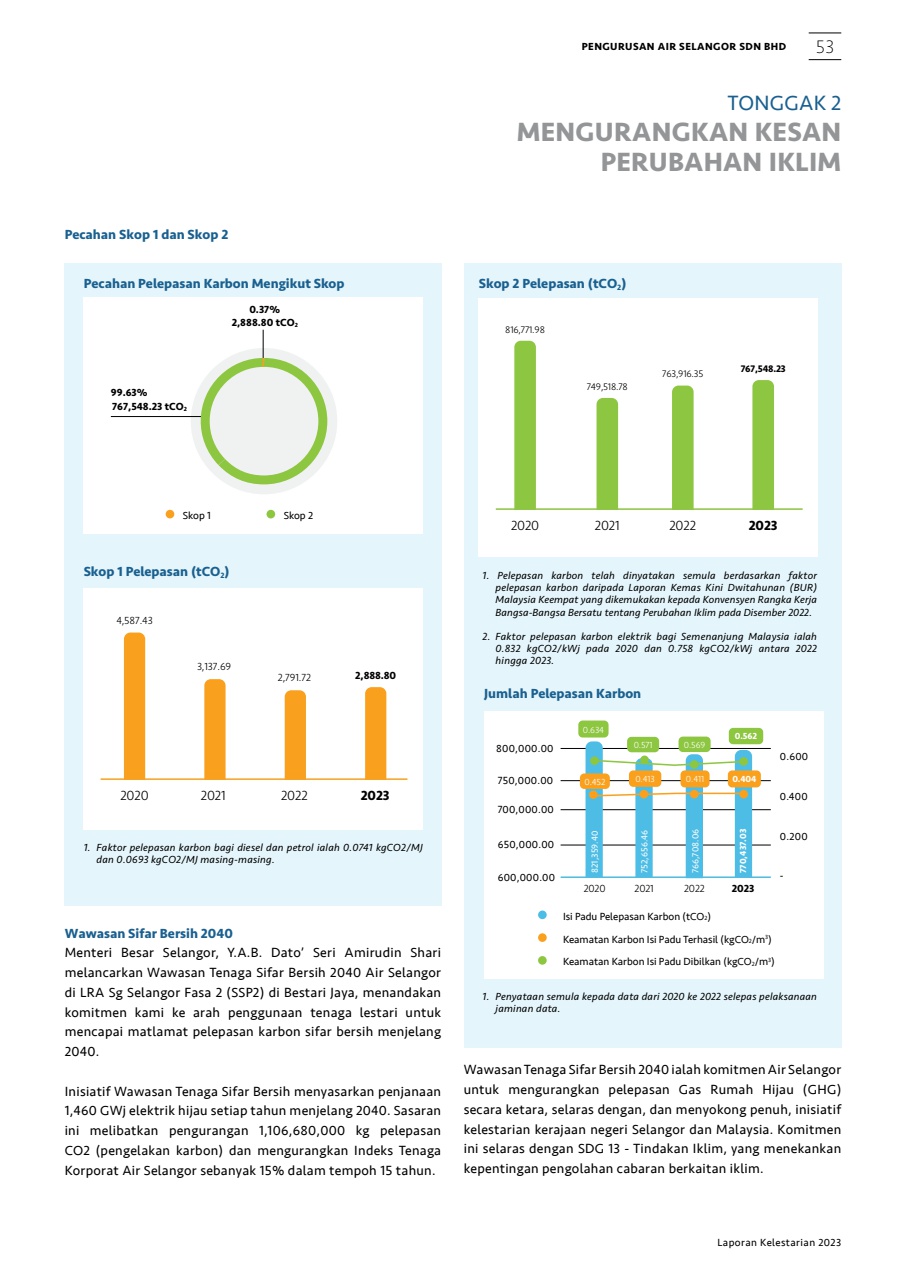 PENGURUSAN AIR SELANGOR SDN BHD 53
TONGGAK 2
MENGURANGKAN KESAN
PERUBAHAN IKLIM
Pecahan Skop 1 dan Skop 2
Pecahan Pelepasan Karbon Mengikut Skop
0.37%
2,888.80 tCO₂
99.63%
767,548.23 tCO₂
Skop 1 Skop 2
Skop 1 Pelepasan (tCO₂)
4,587.43
3,137.69
2,791.72
2,888.80
2020 2021 2022 2023
1. Faktor pelepasan karbon bagi diesel dan petrol ialah 0.0741 kgCO2/MJ
dan 0.0693 kgCO2/MJ masing-masing.
Wawasan Sifar Bersih 2040
Menteri Besar Selangor, Y.A.B. Dato’ Seri Amirudin Shari
melancarkan Wawasan Tenaga Sifar Bersih 2040 Air Selangor
di LRA Sg Selangor Fasa 2 (SSP2) di Bestari Jaya, menandakan
komitmen kami ke arah penggunaan tenaga lestari untuk
mencapai matlamat pelepasan karbon sifar bersih menjelang
2040.
Inisiatif Wawasan Tenaga Sifar Bersih menyasarkan penjanaan
1,460 GWj elektrik hijau setiap tahun menjelang 2040. Sasaran
ini melibatkan pengurangan 1,106,680,000 kg pelepasan
CO2 (pengelakan karbon) dan mengurangkan Indeks Tenaga
Korporat Air Selangor sebanyak 15% dalam tempoh 15 tahun.
Skop 2 Pelepasan (tCO₂)
816,771.98
749,518.78
763,916.35
767,548.23
2020 2021 2022 2023
1. Pelepasan karbon telah dinyatakan semula berdasarkan faktor
pelepasan karbon daripada Laporan Kemas Kini Dwitahunan (BUR)
Malaysia Keempat yang dikemukakan kepada Konvensyen Rangka Kerja
Bangsa-Bangsa Bersatu tentang Perubahan Iklim pada Disember 2022.
2. Faktor pelepasan karbon elektrik bagi Semenanjung Malaysia ialah
0.832 kgCO2/kWj pada 2020 dan 0.758 kgCO2/kWj antara 2022
hingga 2023.
Jumlah Pelepasan Karbon
0.634 0.571 0.569 0.562
800,000.00 0.600
750,000.00 0.452 0.413 0.411 0.404
0.400
700,000.00
0.200
650,000.00
821,359.40 752,656.46 766,708.06 770,437.03
600,000.00 -
2020 2021 2022 2023
Isi Padu Pelepasan Karbon (tCO₂)
Keamatan Karbon Isi Padu Terhasil (kgCO₂/m³)
Keamatan Karbon Isi Padu Dibilkan (kgCO₂/m³)
1. Penyataan semula kepada data dari 2020 ke 2022 selepas pelaksanaan
jaminan data.
Wawasan Tenaga Sifar Bersih 2040 ialah komitmen Air Selangor
untuk mengurangkan pelepasan Gas Rumah Hijau (GHG)
secara ketara, selaras dengan, dan menyokong penuh, inisiatif
kelestarian kerajaan negeri Selangor dan Malaysia. Komitmen
ini selaras dengan SDG 13 - Tindakan Iklim, yang menekankan
kepentingan pengolahan cabaran berkaitan iklim.
Laporan Kelestarian 2023